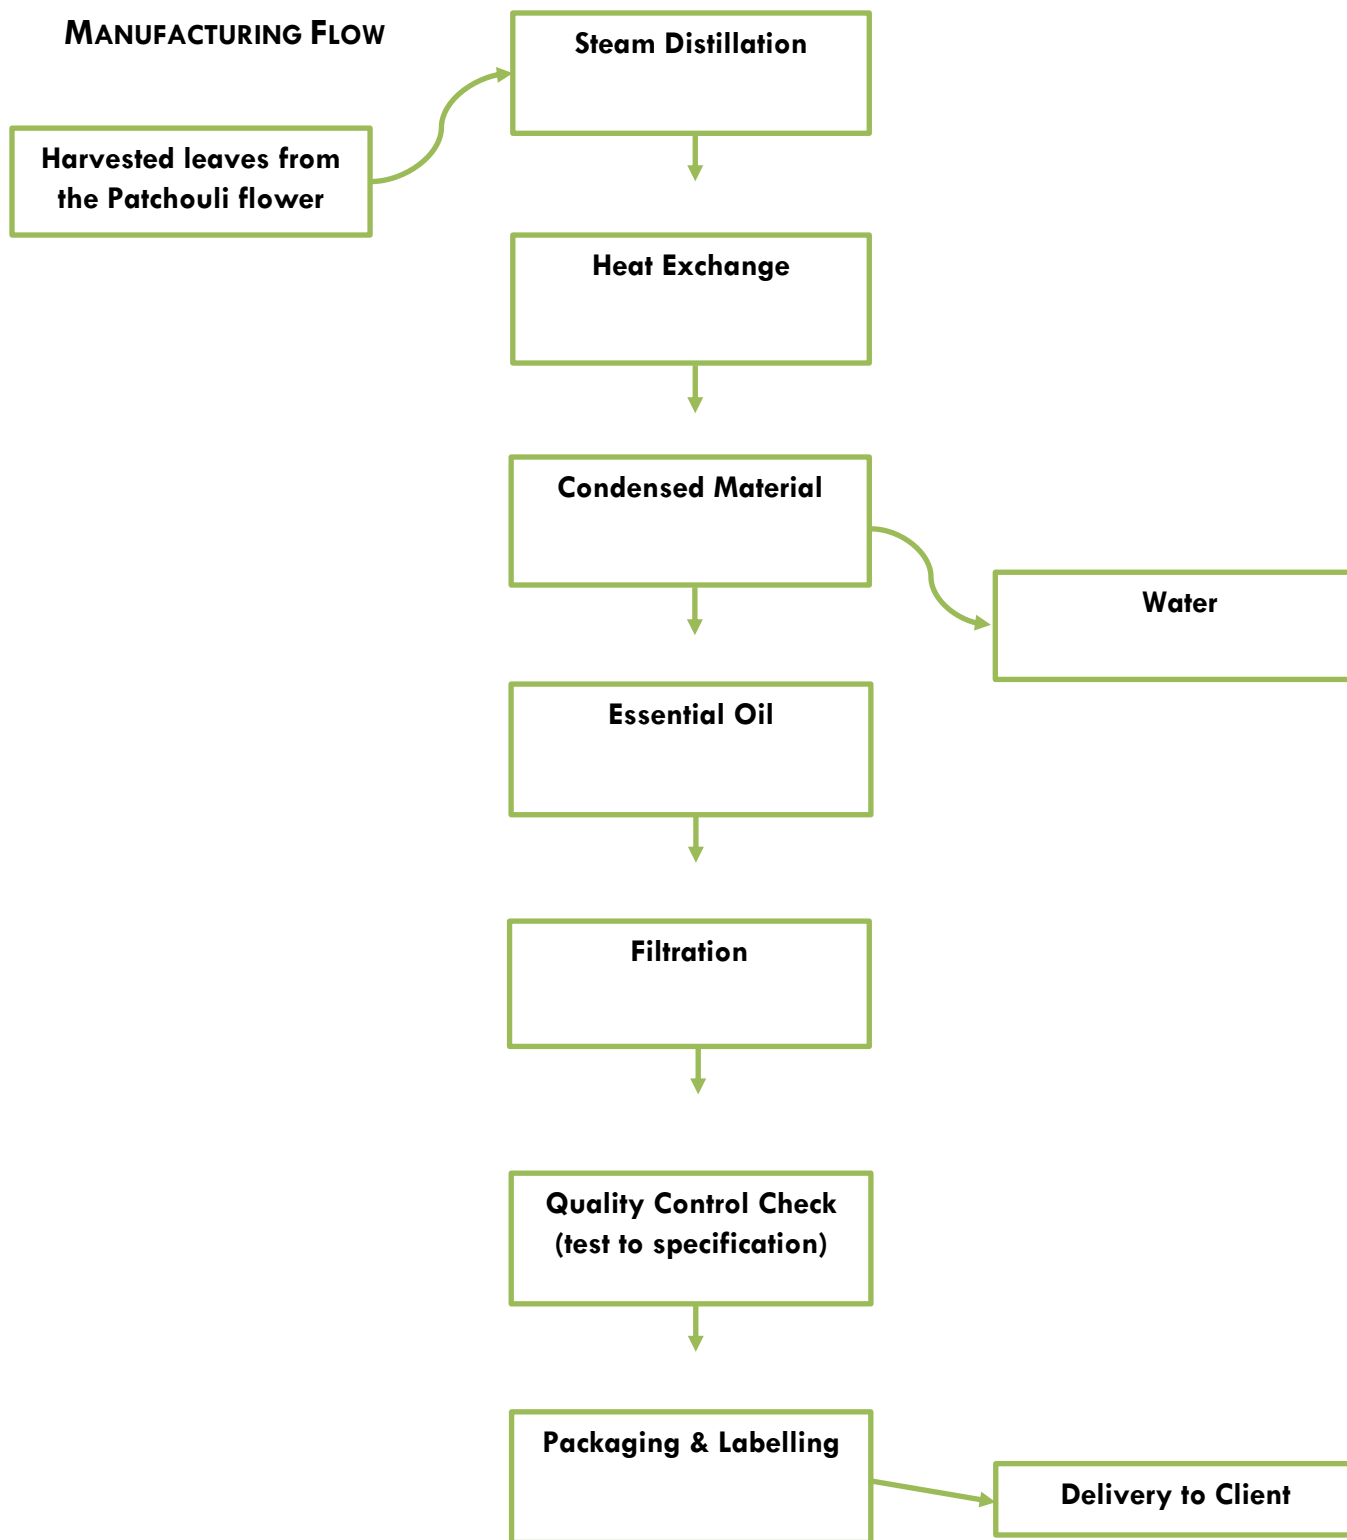 MANUFACTURING FLOW
Steam Distillation
Harvested leaves from
the Patchouli flower
Heat Exchange
Condensed Material
Water
Essential Oil
Filtration
Quality Control Check
(test to specification)
Packaging & Labelling
Delivery to Client